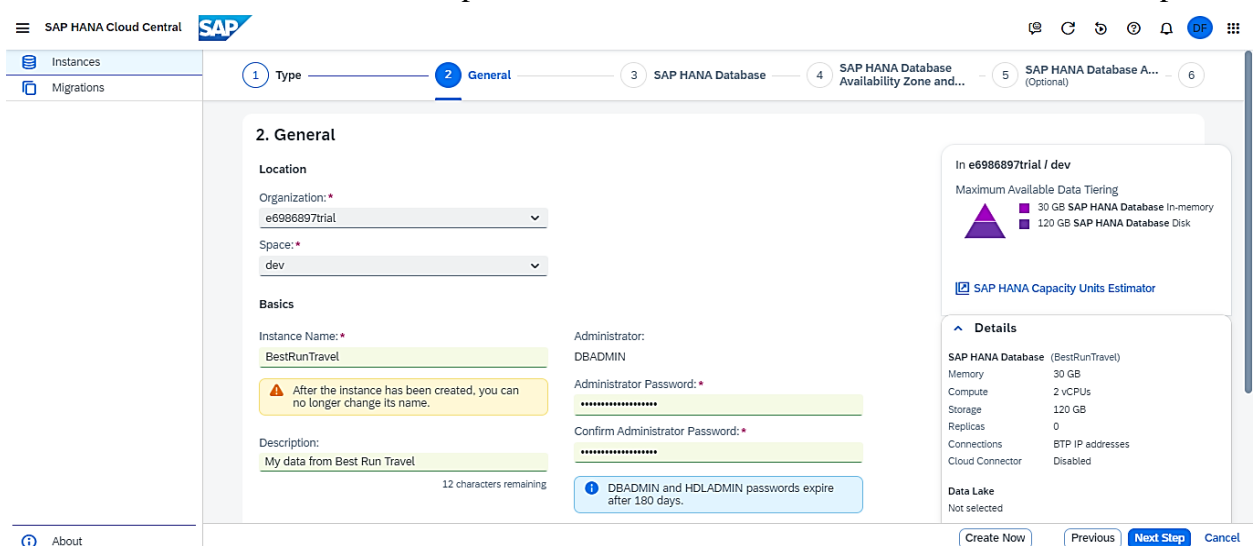 SAP HANA Cloud Central
SAP
DF
Instances
Migrations
1 Type
2 General
3 SAP HANA Database
4 SAP HANA Database
Availability Zone and...
5 SAP HANA Database A...
(Optional)
6
2. General
Location
Organization:*
e6986897trial
Space:*
dev
Basics
Instance Name:*
BestRunTravel
After the instance has been created, you can
no longer change its name.
Description:
My data from Best Run Travel
12 characters remaining
Administrator:
DBADMIN
Administrator Password:*
•••••••••••••••••••
Confirm Administrator Password:*
•••••••••••••••••••
DBADMIN and HDLADMIN passwords expire
after 180 days.
In e6986897trial / dev
Maximum Available Data Tiering
30 GB SAP HANA Database In-memory
120 GB SAP HANA Database Disk
SAP HANA Capacity Units Estimator
Details
SAP HANA Database (BestRunTravel)
Memory 30 GB
Compute 2 vCPUs
Storage 120 GB
Replicas 0
Connections BTP IP addresses
Cloud Connector Disabled
Data Lake
Not selected
About
Create Now Previous Next Step Cancel